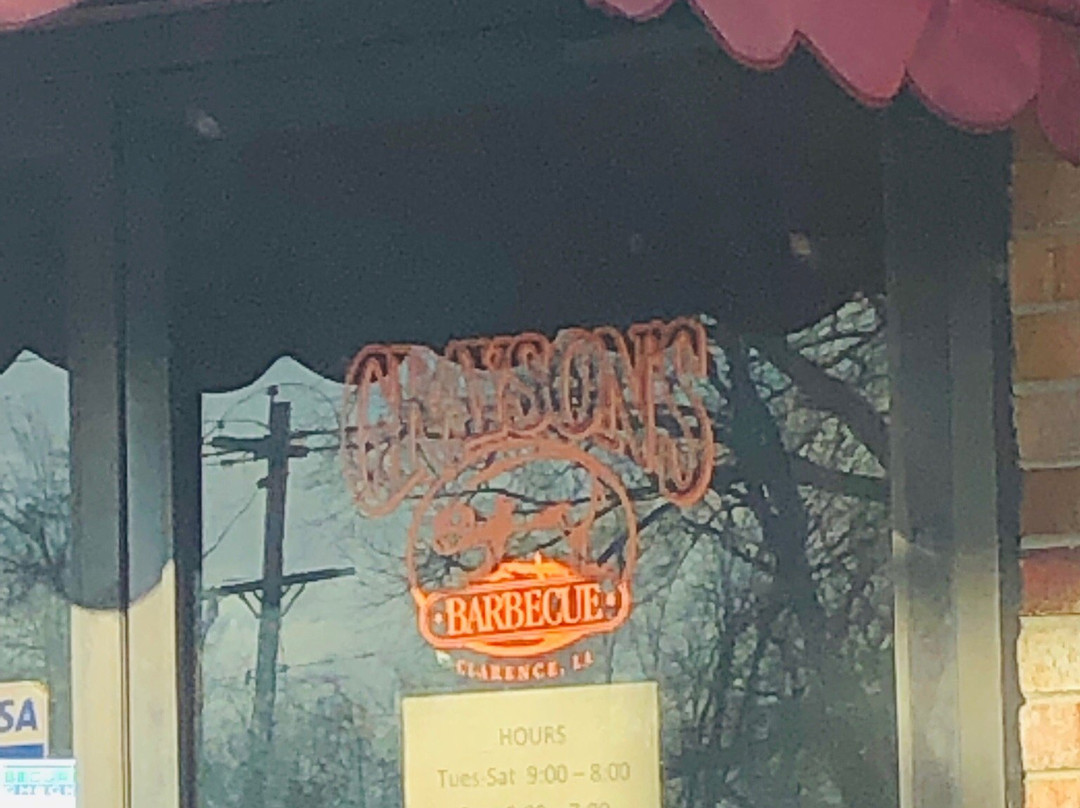 GRAYSON'S
BARBECUE
CLARENCE, LA
HOURS
Tues-Sat 9:00 – 8:00
SA